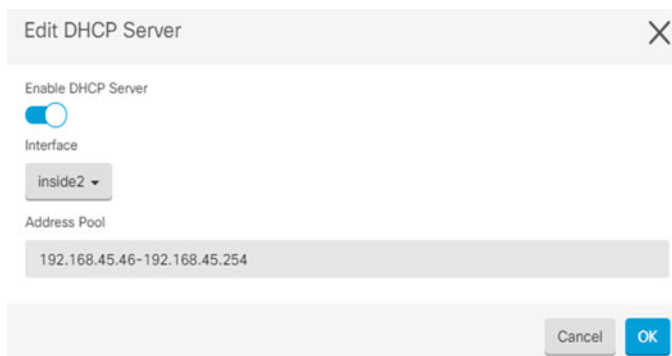 Edit DHCP Server
Enable DHCP Server
Interface
inside2
Address Pool
192.168.45.46-192.168.45.254
Cancel
OK